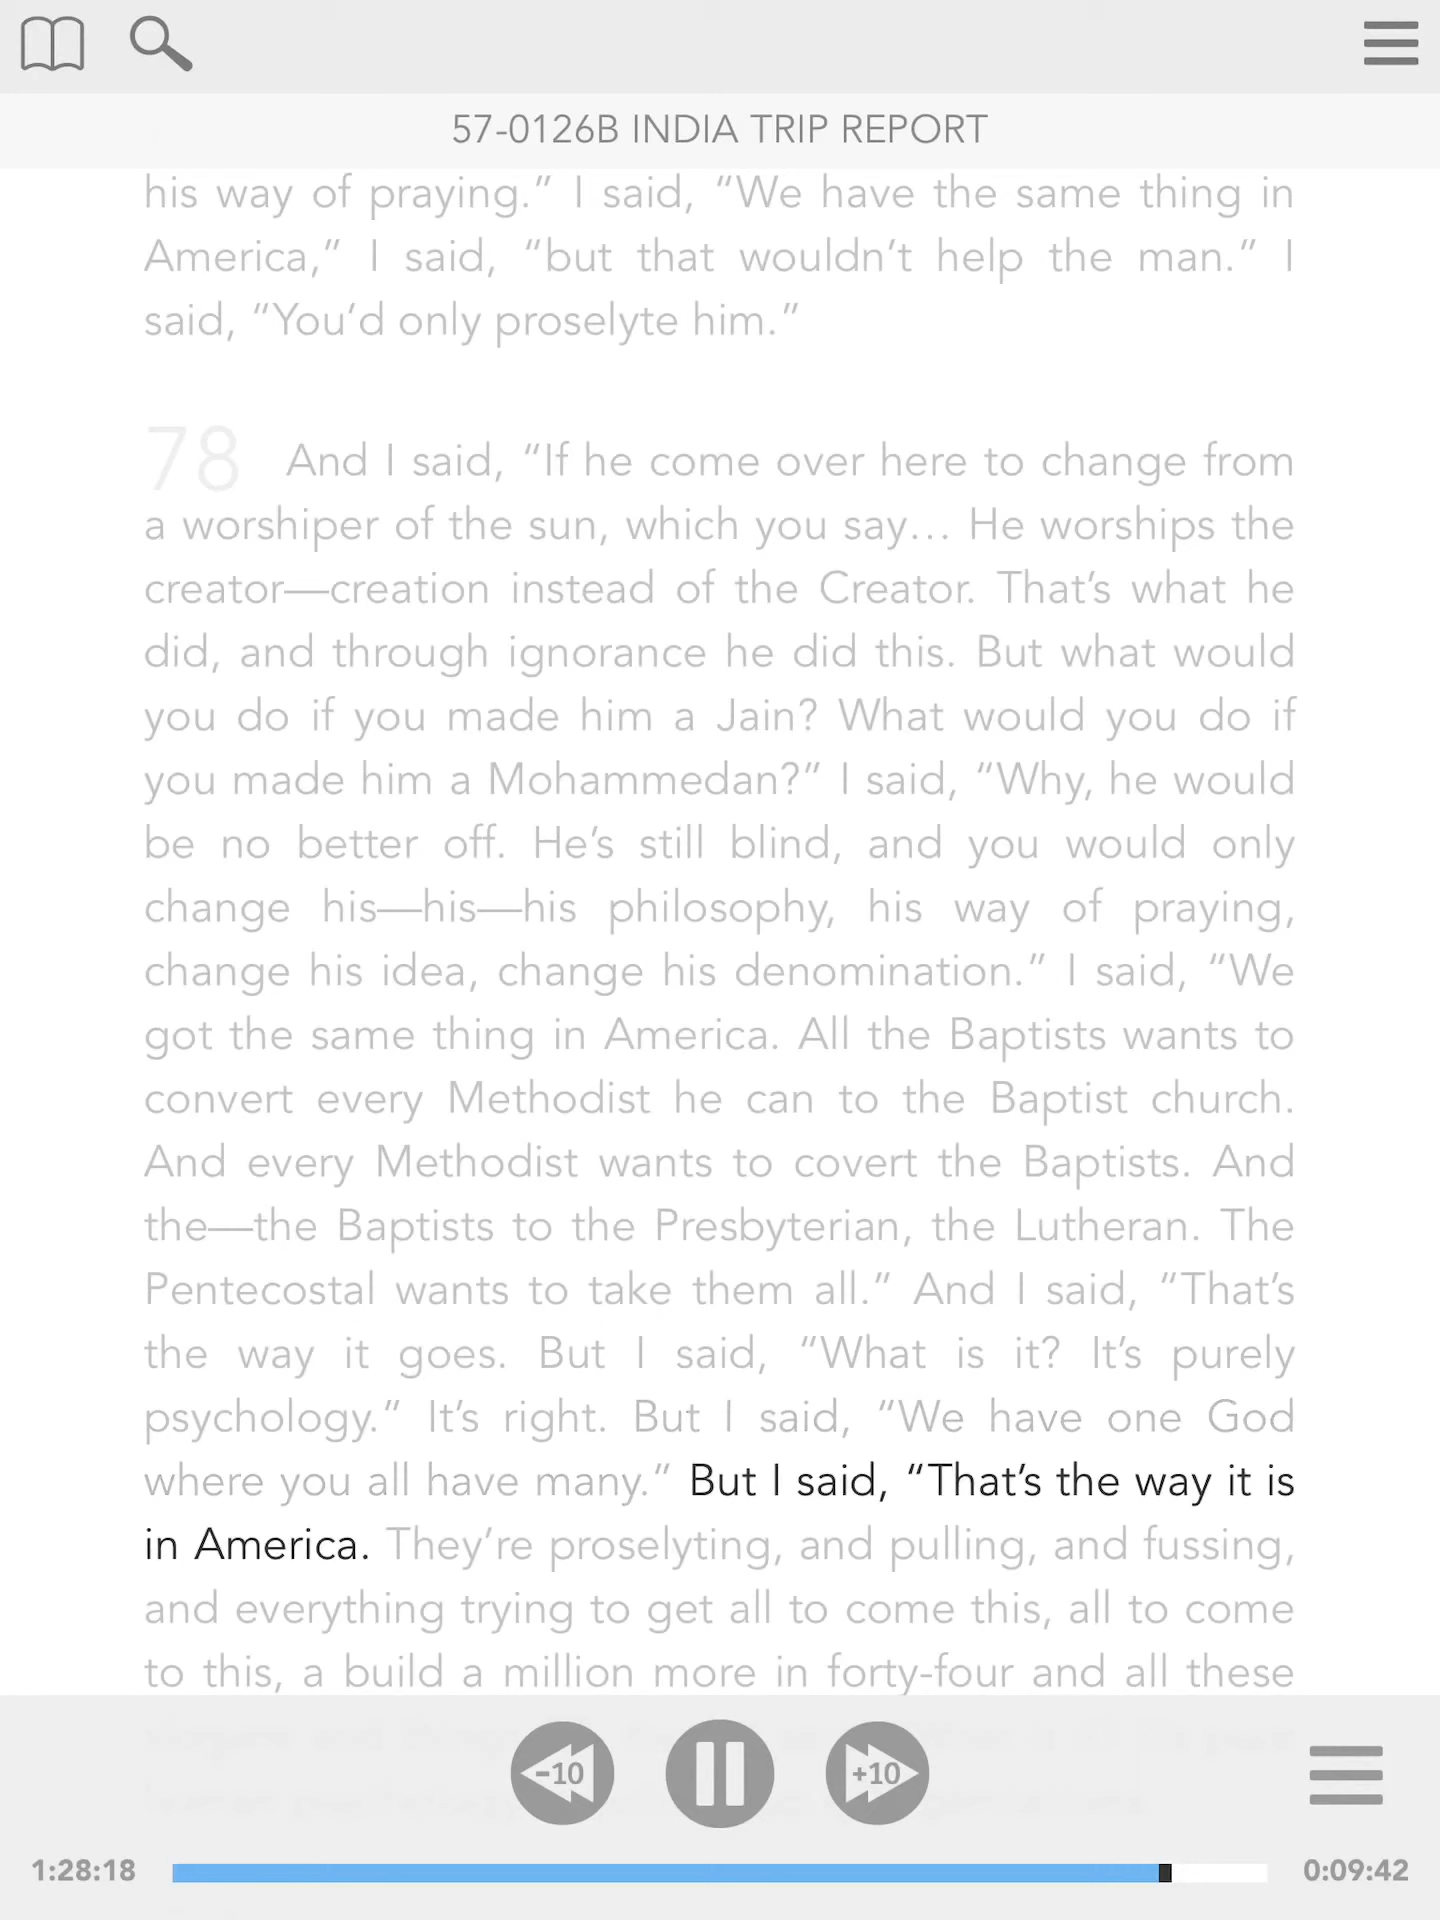 57-0126B INDIA TRIP REPORT
his way of praying.” I said, “We have the same thing in
America,” I said, “but that wouldn’t help the man.” I
said, “You’d only proselyte him.”
78 And I said, “If he come over here to change from
a worshiper of the sun, which you say… He worships the
creator—creation instead of the Creator. That’s what he
did, and through ignorance he did this. But what would
you do if you made him a Jain? What would you do if
you made him a Mohammedan?” I said, “Why, he would
be no better off. He’s still blind, and you would only
change his—his—his philosophy, his way of praying,
change his idea, change his denomination.” I said, “We
got the same thing in America. All the Baptists wants to
convert every Methodist he can to the Baptist church.
And every Methodist wants to covert the Baptists. And
the—the Baptists to the Presbyterian, the Lutheran. The
Pentecostal wants to take them all.” And I said, “That’s
the way it goes. But I said, “What is it? It’s purely
psychology.” It’s right. But I said, “We have one God
where you all have many.” But I said, “That’s the way it is
in America. They’re proselyting, and pulling, and fussing,
and everything trying to get all to come this, all to come
to this, a build a million more in forty-four and all these
-10
+10
1:28:18
0:09:42